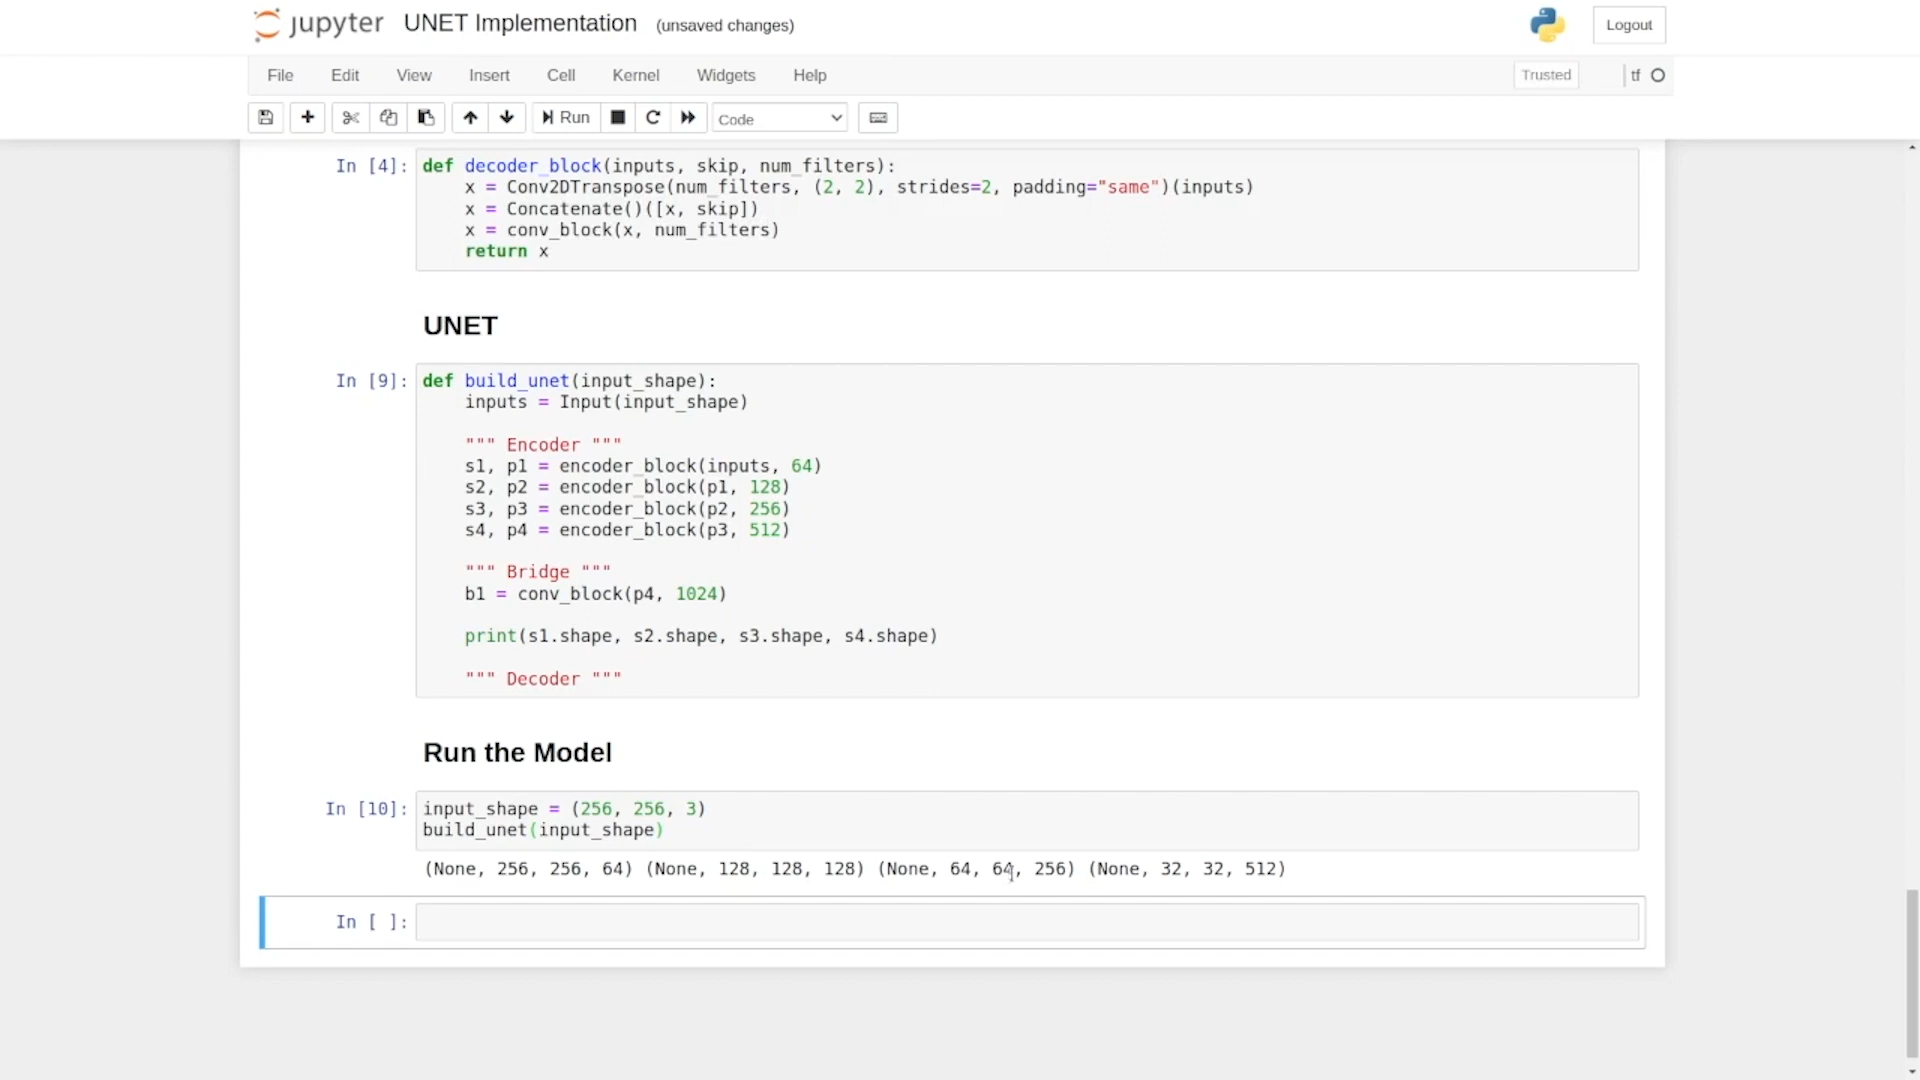 jupyter UNET Implementation (unsaved changes) Logout
File Edit View Insert Cell Kernel Widgets Help Trusted tf
Run Code
In [4]: def decoder_block(inputs, skip, num_filters):
    x = Conv2DTranspose(num_filters, (2, 2), strides=2, padding="same")(inputs)
    x = Concatenate()([x, skip])
    x = conv_block(x, num_filters)
    return x
UNET
In [9]: def build_unet(input_shape):
    inputs = Input(input_shape)
    """ Encoder """
    s1, p1 = encoder_block(inputs, 64)
    s2, p2 = encoder_block(p1, 128)
    s3, p3 = encoder_block(p2, 256)
    s4, p4 = encoder_block(p3, 512)
    """ Bridge """
    b1 = conv_block(p4, 1024)
    print(s1.shape, s2.shape, s3.shape, s4.shape)
    """ Decoder """
Run the Model
In [10]: input_shape = (256, 256, 3)
build_unet(input_shape)
(None, 256, 256, 64) (None, 128, 128, 128) (None, 64, 64, 256) (None, 32, 32, 512)
In [ ]: